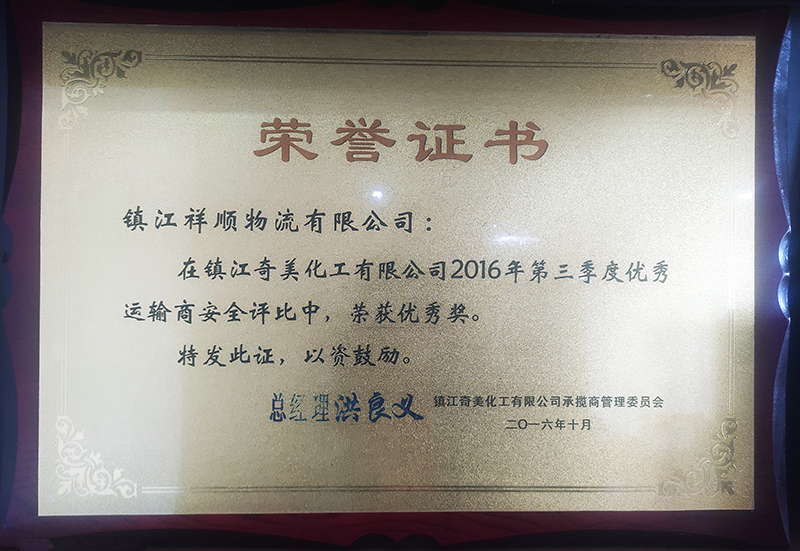 荣誉证书
镇江祥顺物流有限公司：
在镇江奇美化工有限公司2016年第三季度优秀
运输商安全评比中，荣获优秀奖。
特发此证，以资鼓励。
总经理 洪良义
镇江奇美化工有限公司承揽商管理委员会
二〇一六年十月